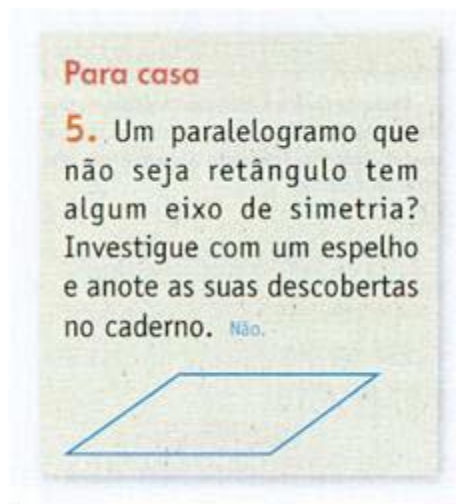 Para casa
5. Um paralelogramo que
não seja retângulo tem
algum eixo de simetria?
Investigue com um espelho
e anote as suas descobertas
no caderno. Não.